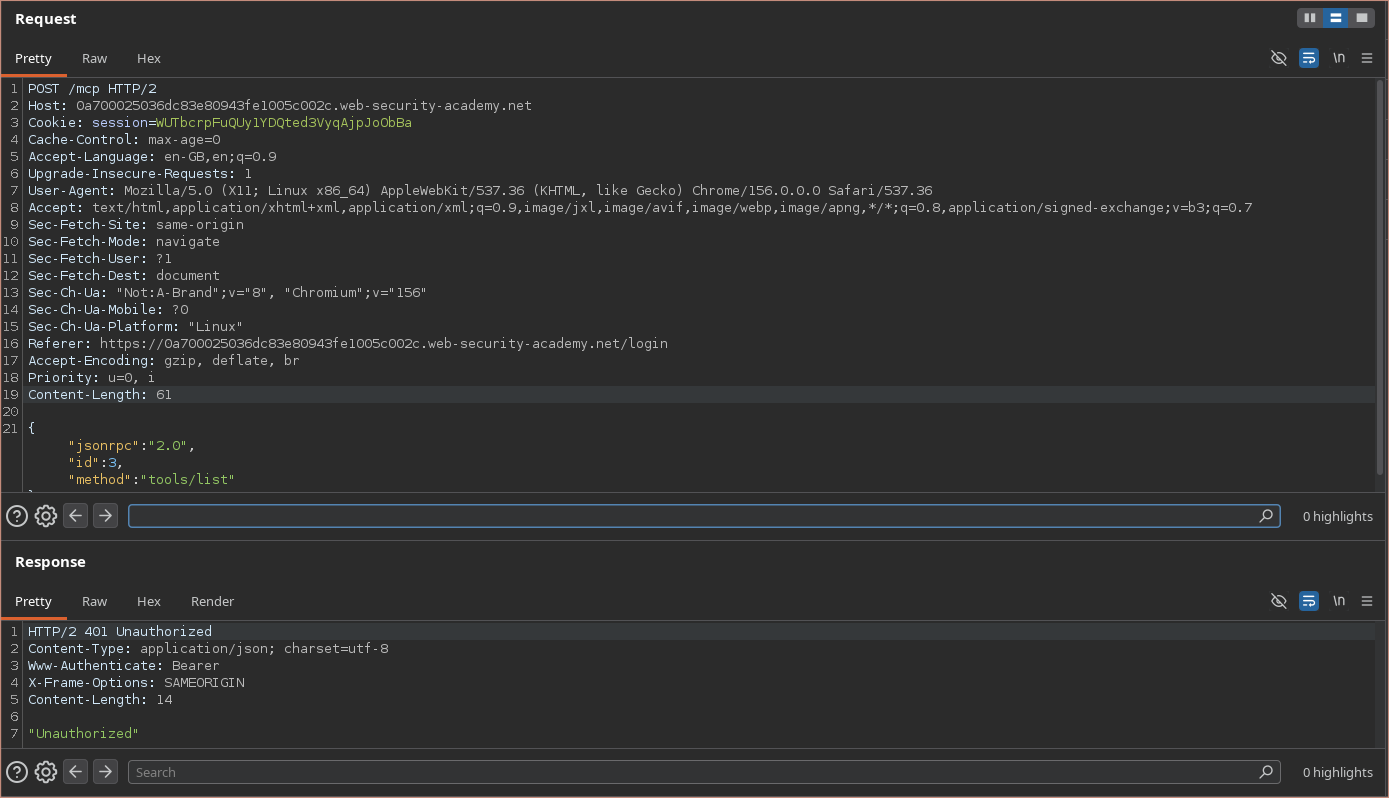 Request
Pretty Raw Hex
\n
1 POST /mcp HTTP/2
2 Host: 0a700025036dc83e80943fe1005c002c.web-security-academy.net
3 Cookie: session=WUTbcrpFuQUy1YDQted3VyqAjpJoObBa
4 Cache-Control: max-age=0
5 Accept-Language: en-GB,en;q=0.9
6 Upgrade-Insecure-Requests: 1
7 User-Agent: Mozilla/5.0 (X11; Linux x86_64) AppleWebKit/537.36 (KHTML, like Gecko) Chrome/156.0.0.0 Safari/537.36
8 Accept: text/html,application/xhtml+xml,application/xml;q=0.9,image/jxl,image/avif,image/webp,image/apng,*/*;q=0.8,application/signed-exchange;v=b3;q=0.7
9 Sec-Fetch-Site: same-origin
10 Sec-Fetch-Mode: navigate
11 Sec-Fetch-User: ?1
12 Sec-Fetch-Dest: document
13 Sec-Ch-Ua: "Not:A-Brand";v="8", "Chromium";v="156"
14 Sec-Ch-Ua-Mobile: ?0
15 Sec-Ch-Ua-Platform: "Linux"
16 Referer: https://0a700025036dc83e80943fe1005c002c.web-security-academy.net/login
17 Accept-Encoding: gzip, deflate, br
18 Priority: u=0, i
19 Content-Length: 61
20
21 {
"jsonrpc":"2.0",
"id":3,
"method":"tools/list"
0 highlights
Response
Pretty Raw Hex Render
\n
1 HTTP/2 401 Unauthorized
2 Content-Type: application/json; charset=utf-8
3 Www-Authenticate: Bearer
4 X-Frame-Options: SAMEORIGIN
5 Content-Length: 14
6
7 "Unauthorized"
Search
0 highlights